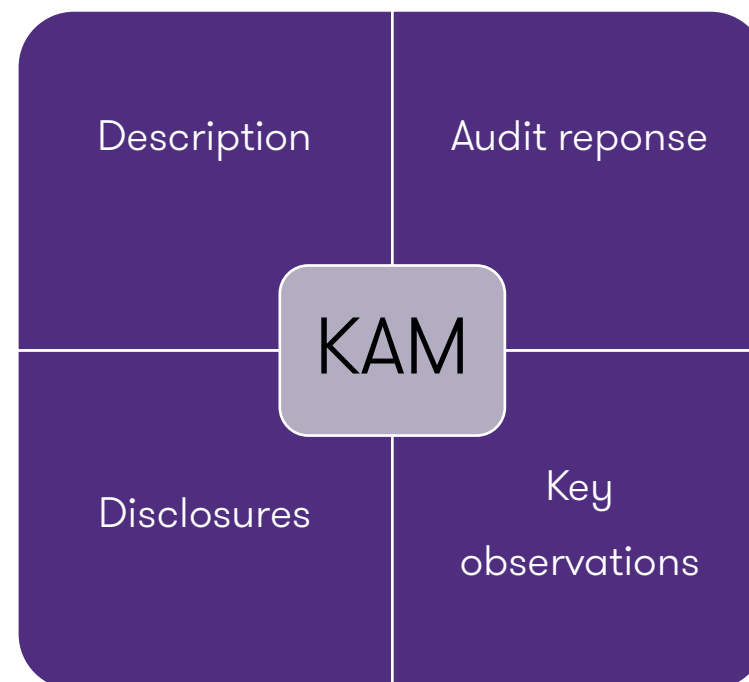 Description
Audit reponse
KAM
Disclosures
Key
observations